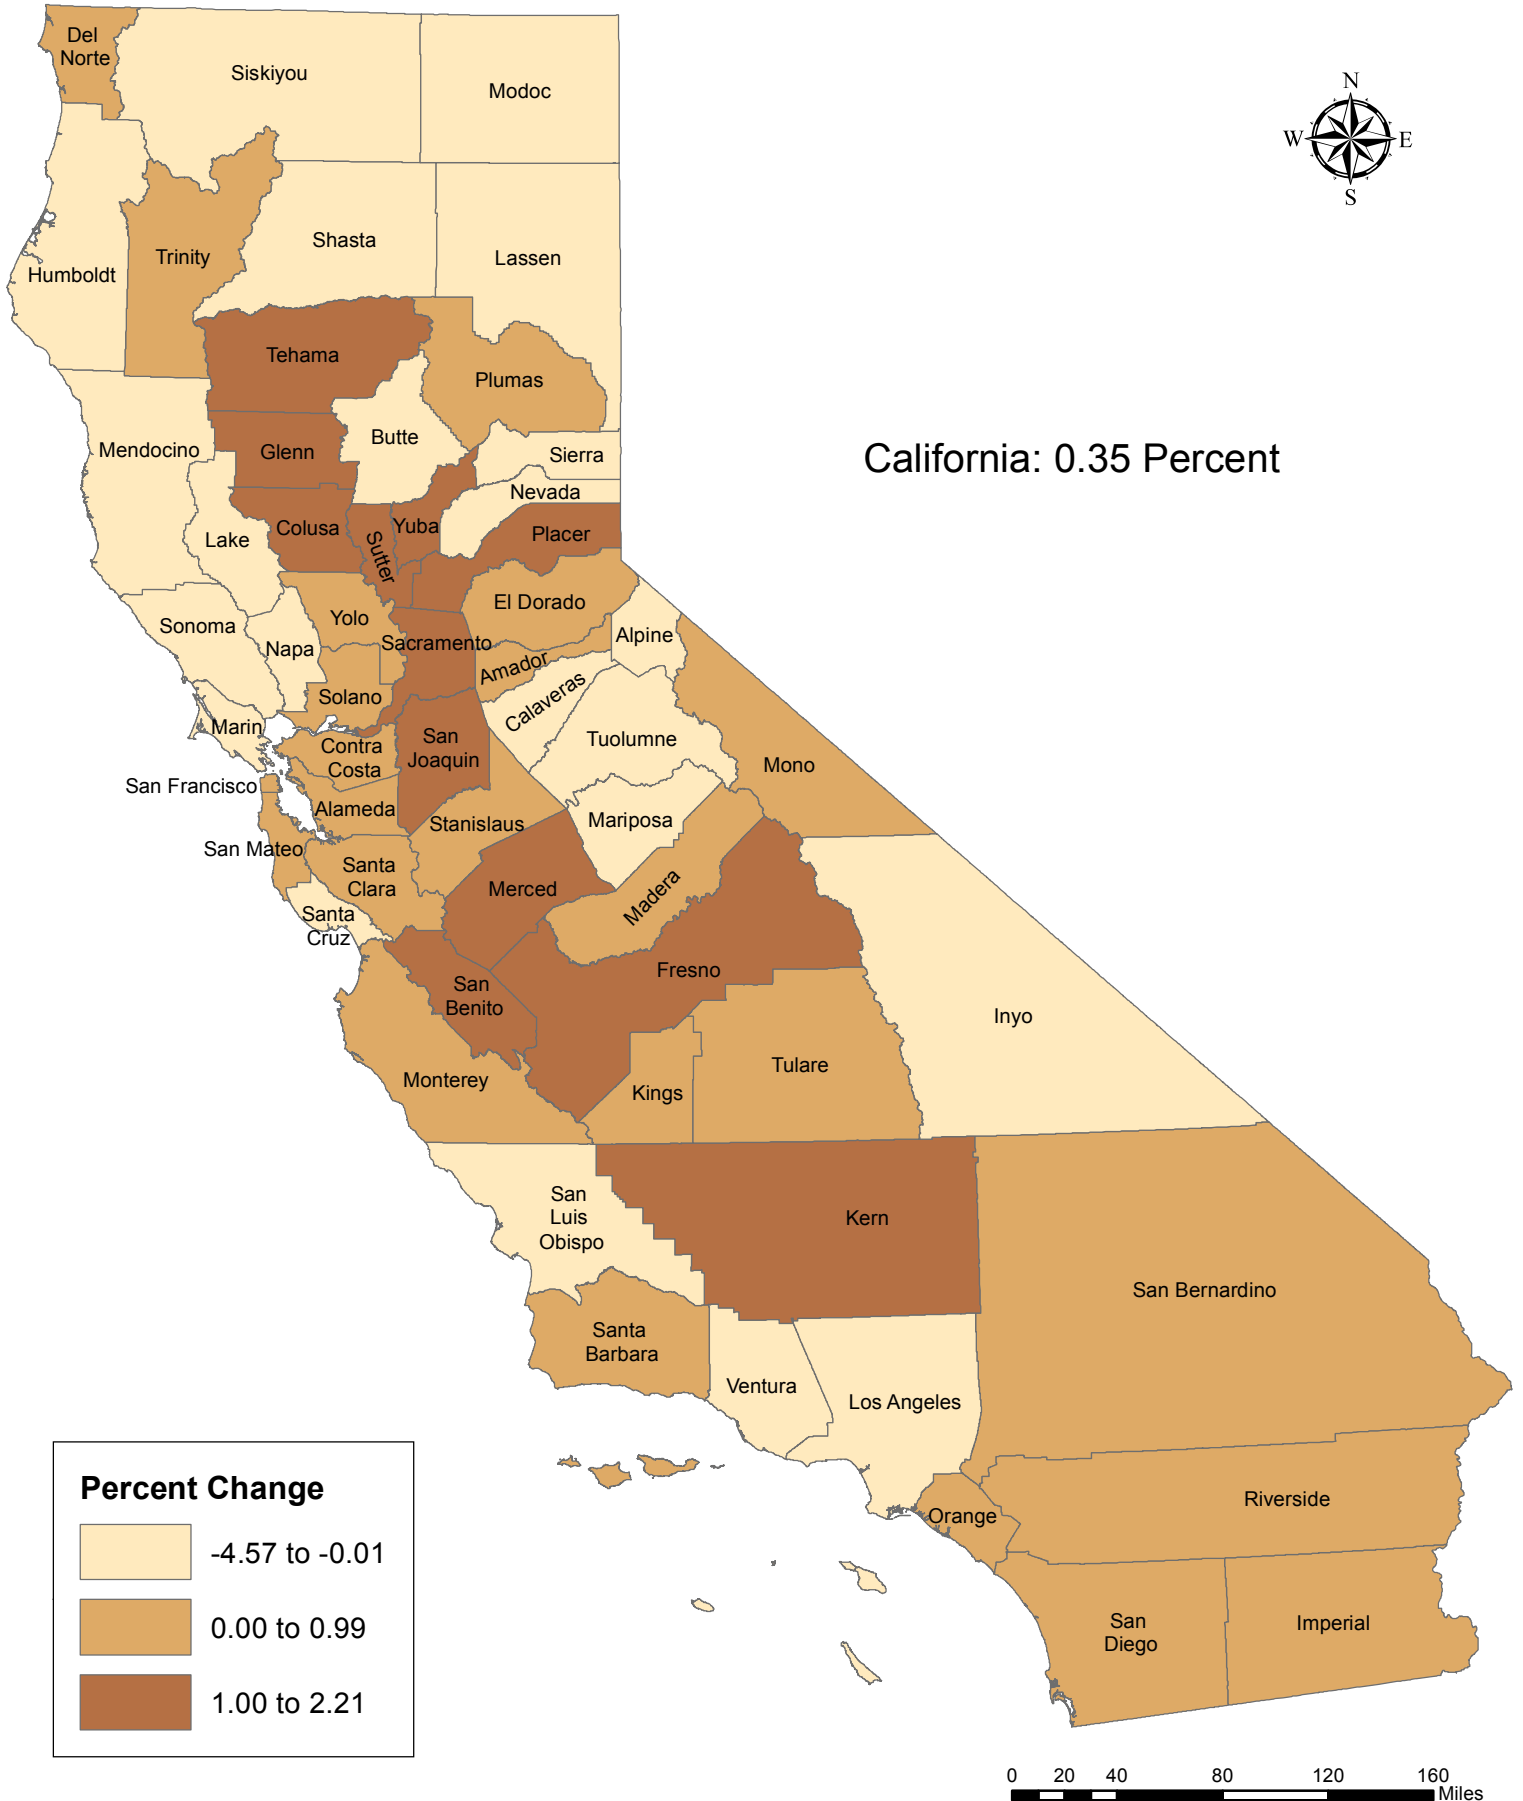 Del
Norte
Siskiyou
Modoc
N
W
E
S
Humboldt
Trinity
Shasta
Lassen
Tehama
Plumas
Mendocino
Glenn
Butte
Sierra
California: 0.35 Percent
Nevada
Lake
Colusa
Sutter
Yuba
Placer
Sonoma
Napa
Yolo
Sacramento
El Dorado
Alpine
Amador
Solano
Calaveras
Marin
Contra
Costa
San
Joaquin
Tuolumne
Mono
San Francisco
Alameda
Stanislaus
Mariposa
San Mateo
Santa
Clara
Merced
Madera
Santa
Cruz
San
Benito
Fresno
Inyo
Monterey
Kings
Tulare
San
Luis
Obispo
Kern
San Bernardino
Santa
Barbara
Ventura
Los Angeles
Orange
Riverside
San
Diego
Imperial
Percent Change
-4.57 to -0.01
0.00 to 0.99
1.00 to 2.21
0 20 40 80 120 160
Miles